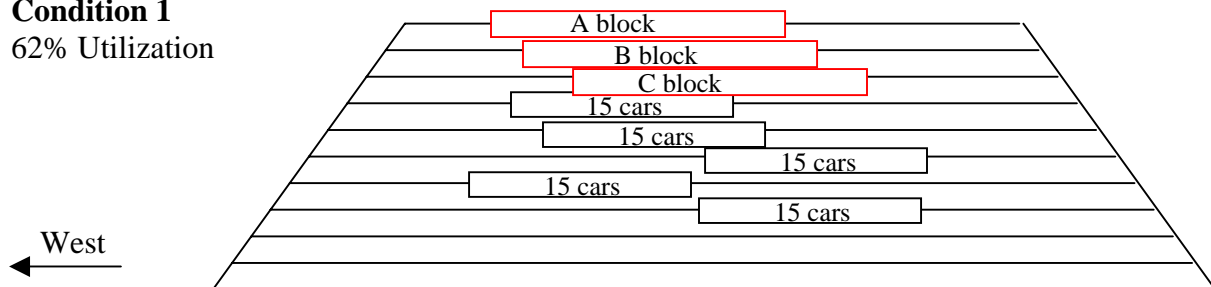 Condition 1
62% Utilization
A block
B block
C block
15 cars
15 cars
15 cars
15 cars
15 cars
West